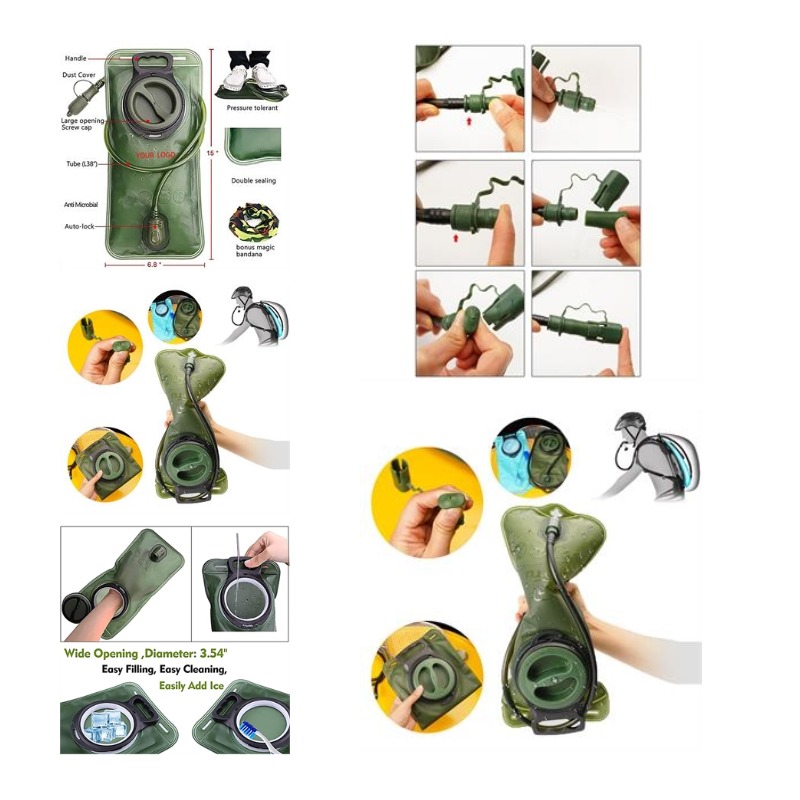 Handle
Dust Cover
Large opening
Screw cap
YOUR LOGO
Tube (L38")
Anti Microbial
Auto-lock
15 "
6.8 "
Pressure tolerant
Double sealing
bonus magic
bandana
Wide Opening ,Diameter: 3.54"
Easy Filling, Easy Cleaning,
Easily Add Ice